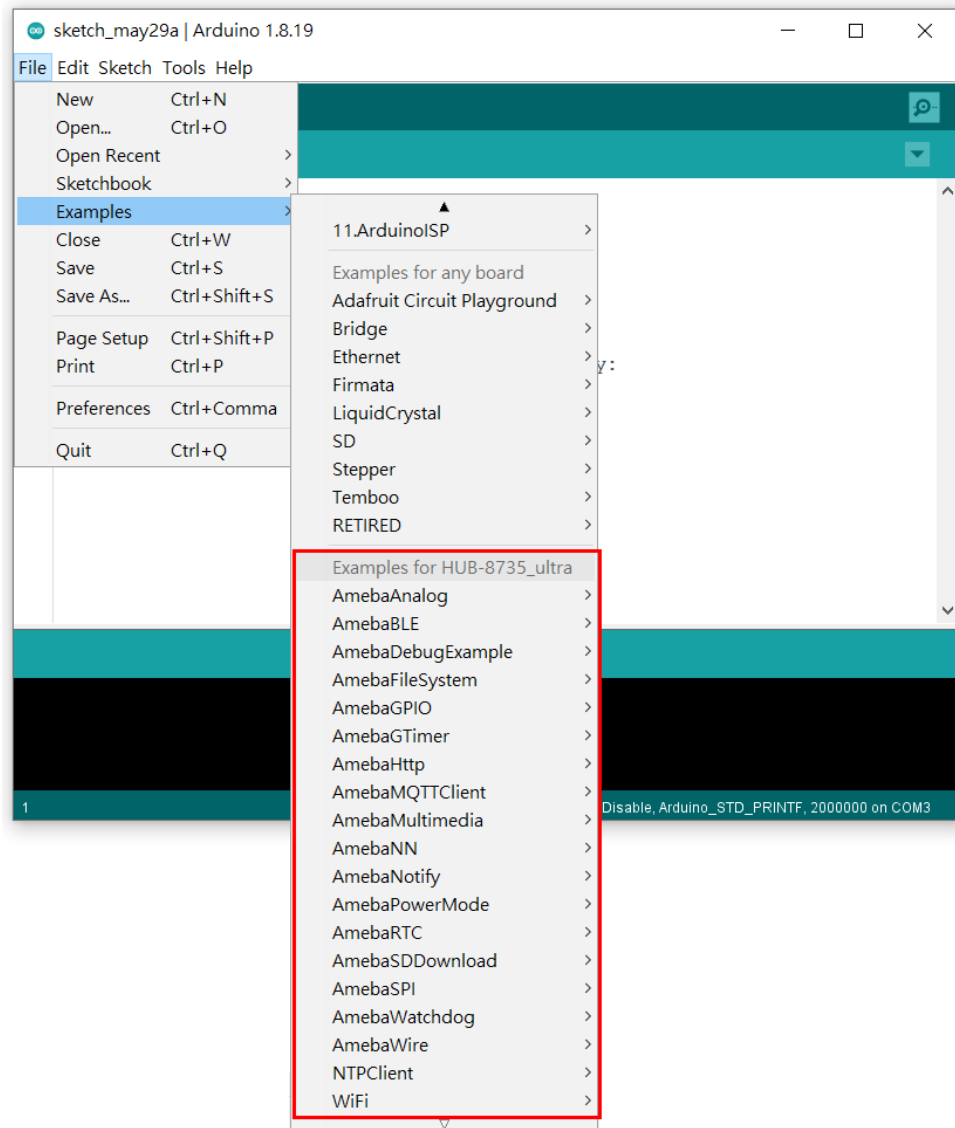 sketch_may29a | Arduino 1.8.19
File Edit Sketch Tools Help
New Ctrl+N
Open... Ctrl+O
Open Recent
Sketchbook
Examples
Close Ctrl+W
Save Ctrl+S
Save As... Ctrl+Shift+S
Page Setup Ctrl+Shift+P
Print Ctrl+P
Preferences Ctrl+Comma
Quit Ctrl+Q
11.ArduinoISP
Examples for any board
Adafruit Circuit Playground
Bridge
Ethernet
Firmata
LiquidCrystal
SD
Stepper
Temboo
RETIRED
y:
Examples for HUB-8735_ultra
AmebaAnalog
AmebaBLE
AmebaDebugExample
AmebaFileSystem
AmebaGPIO
AmebaGTimer
AmebaHttp
AmebaMQTTClient
AmebaMultimedia
AmebaNN
AmebaNotify
AmebaPowerMode
AmebaRTC
AmebaSDDownload
AmebaSPI
AmebaWatchdog
AmebaWire
NTPClient
WiFi
1 Disable, Arduino_STD_PRINTF, 2000000 on COM3